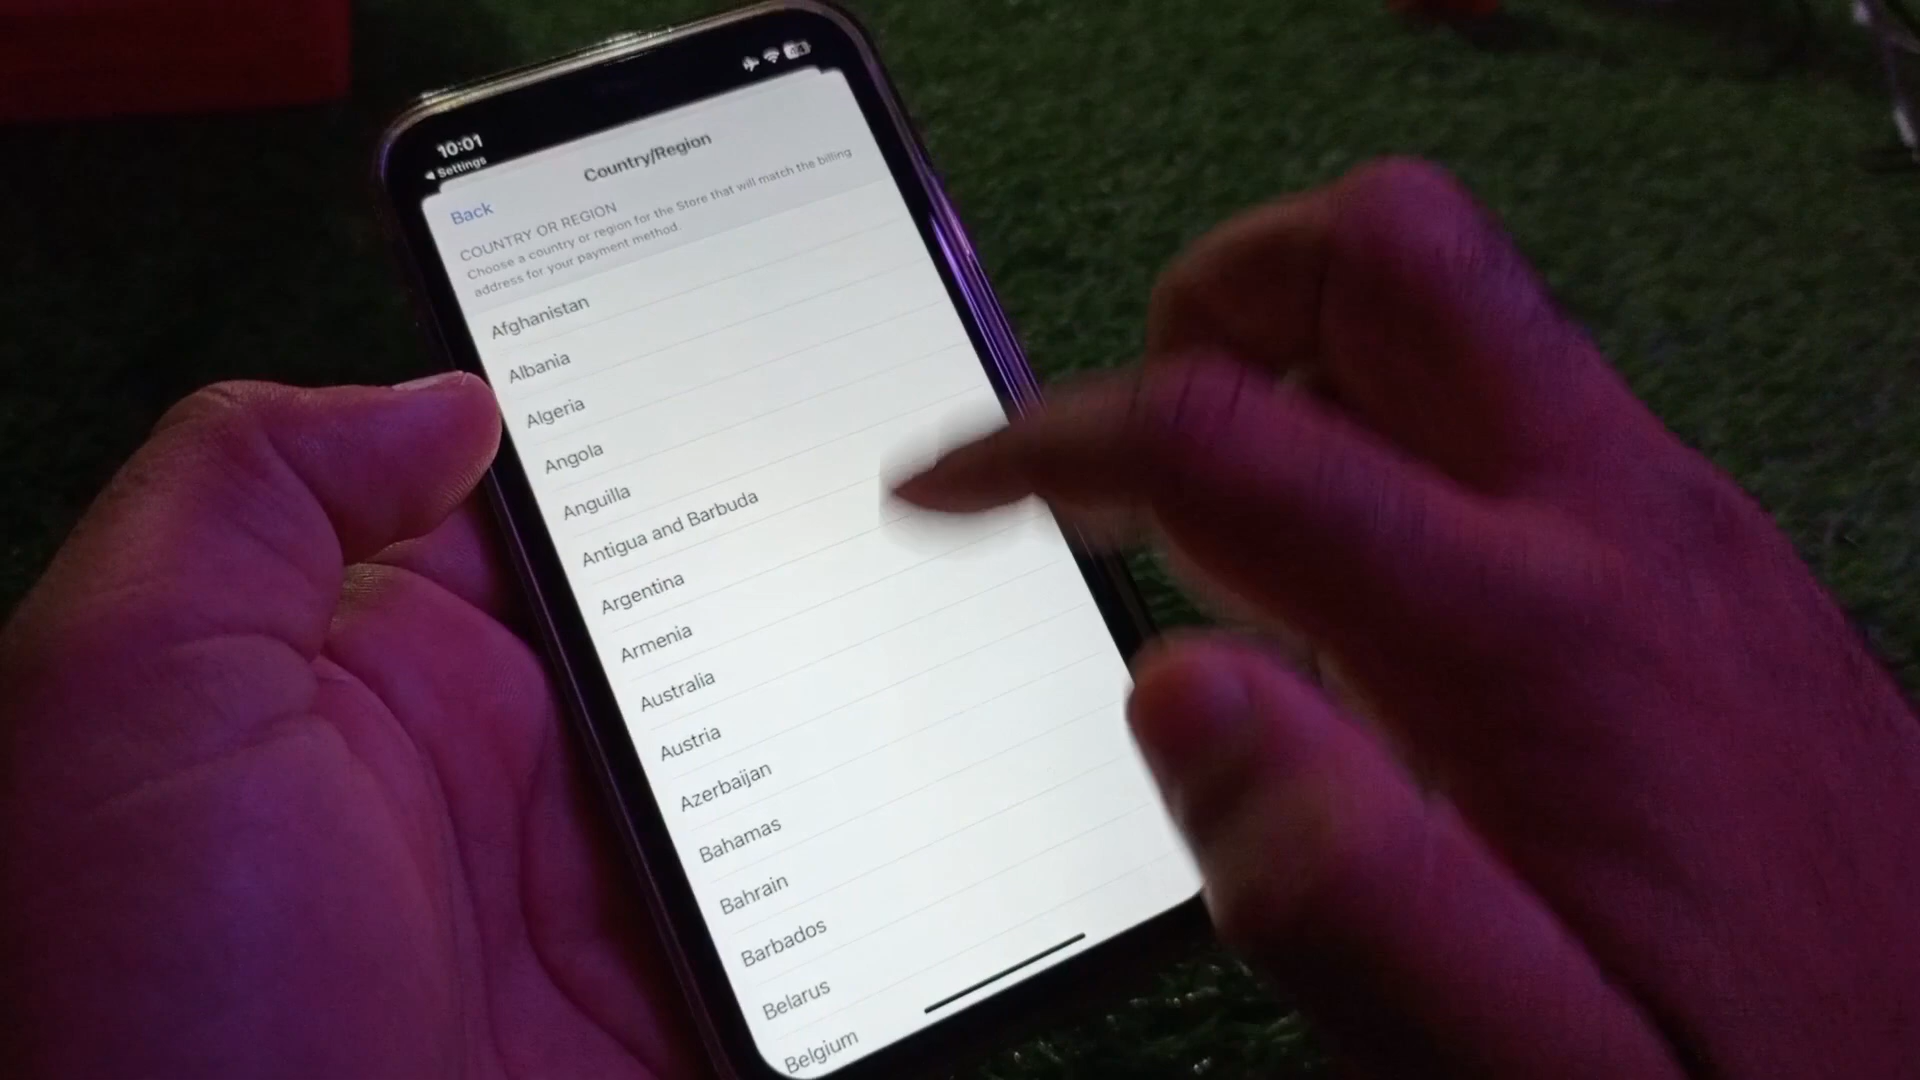 10:01
44
Settings
Country/Region
Back
COUNTRY OR REGION
Choose a country or region for the Store that will match the billing
address for your payment method.
Afghanistan
Albania
Algeria
Angola
Anguilla
Antigua and Barbuda
Argentina
Armenia
Australia
Austria
Azerbaijan
Bahamas
Bahrain
Barbados
Belarus
Belgium